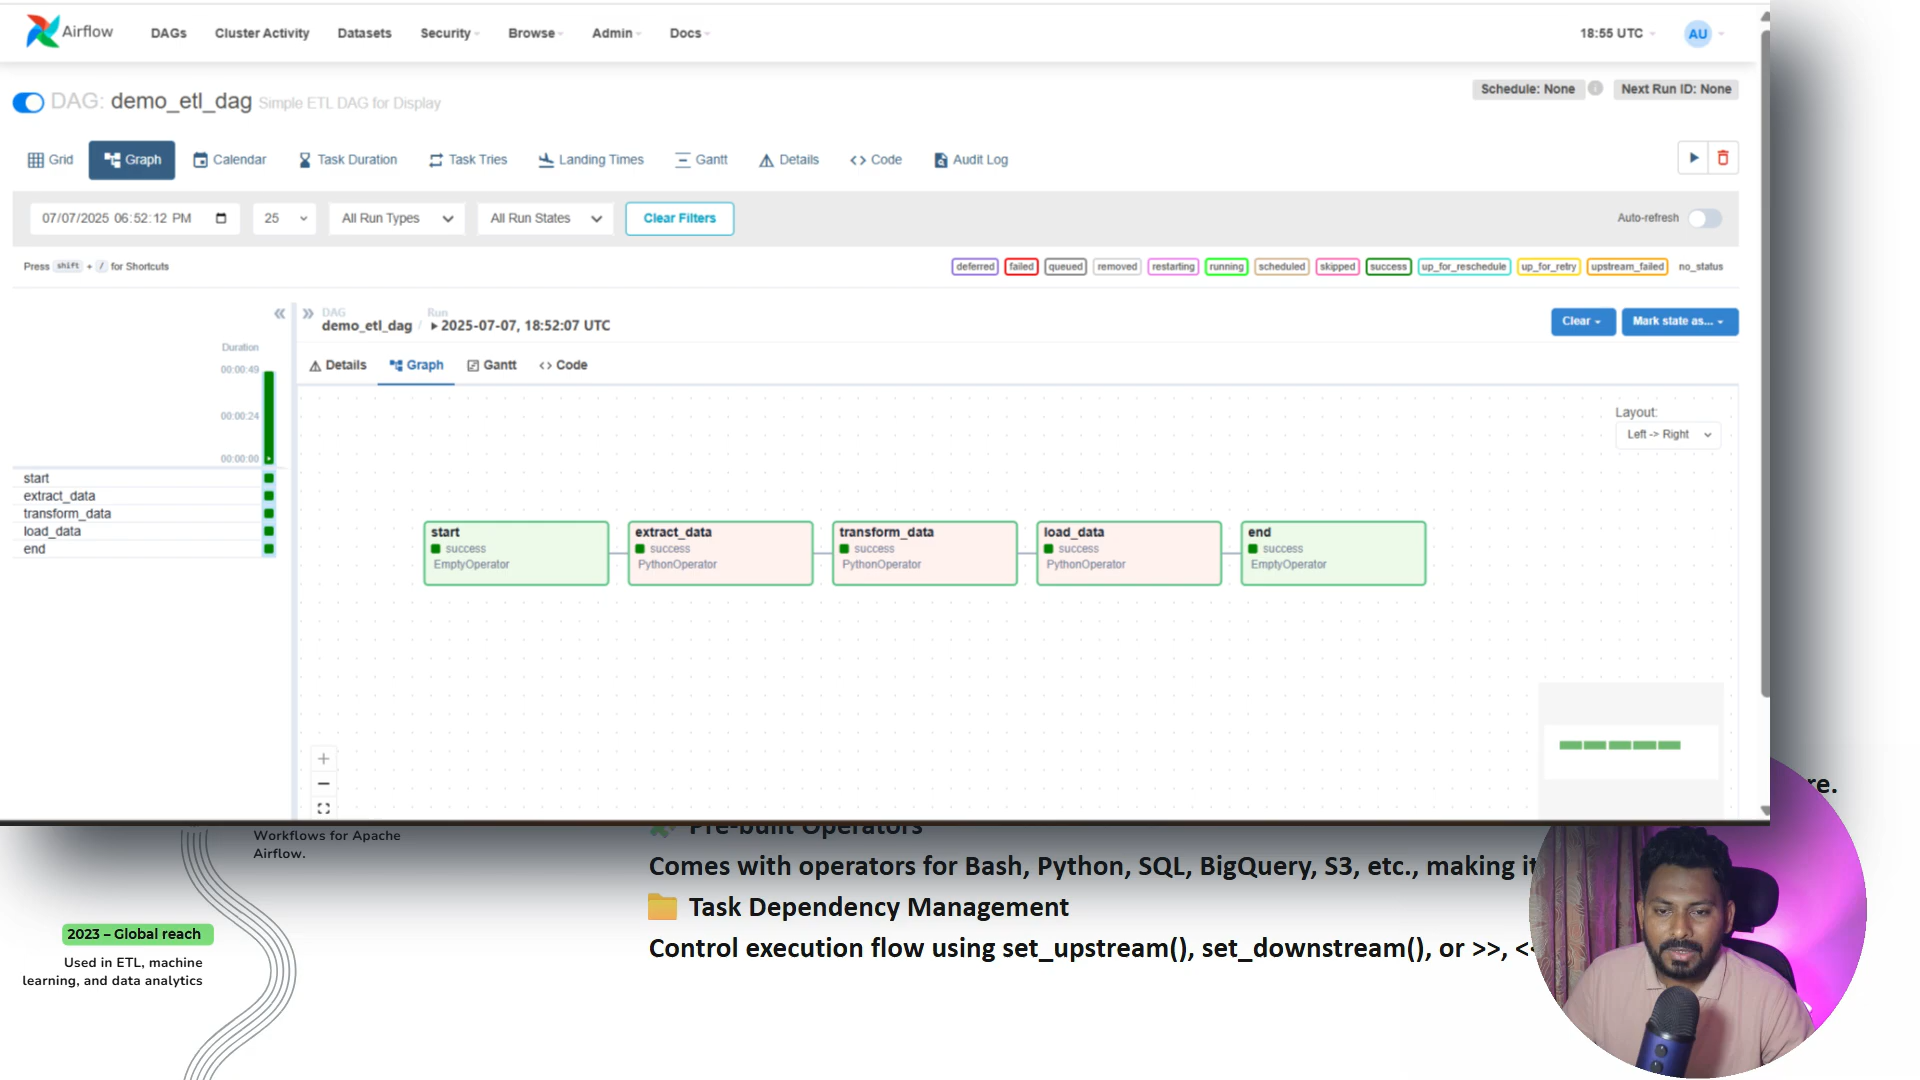 Airflow
DAGs Cluster Activity Datasets Security Browse Admin Docs
18:55 UTC
AU
DAG: demo_etl_dag Simple ETL DAG for Display
Schedule: None
Next Run ID: None
Grid Graph Calendar Task Duration Task Tries Landing Times Gantt Details Code Audit Log
07/07/2025 06:52:12 PM
25
All Run Types
All Run States
Clear Filters
Auto-refresh
Press shift + / for Shortcuts
deferred failed queued removed restarting running scheduled skipped success up_for_reschedule up_for_retry upstream_failed no_status
DAG
demo_etl_dag /
Run
2025-07-07, 18:52:07 UTC
Clear
Mark state as...
Duration
00:00:49
00:00:24
00:00:00
start
extract_data
transform_data
load_data
end
Details Graph Gantt Code
Layout:
Left -> Right
start
success
EmptyOperator
extract_data
success
PythonOperator
transform_data
success
PythonOperator
load_data
success
PythonOperator
end
success
EmptyOperator
re.
Workflows for Apache
Airflow.
2023 – Global reach
Used in ETL, machine
learning, and data analytics
Pre-built Operators
Comes with operators for Bash, Python, SQL, BigQuery, S3, etc., making it
Task Dependency Management
Control execution flow using set_upstream(), set_downstream(), or >>, <<